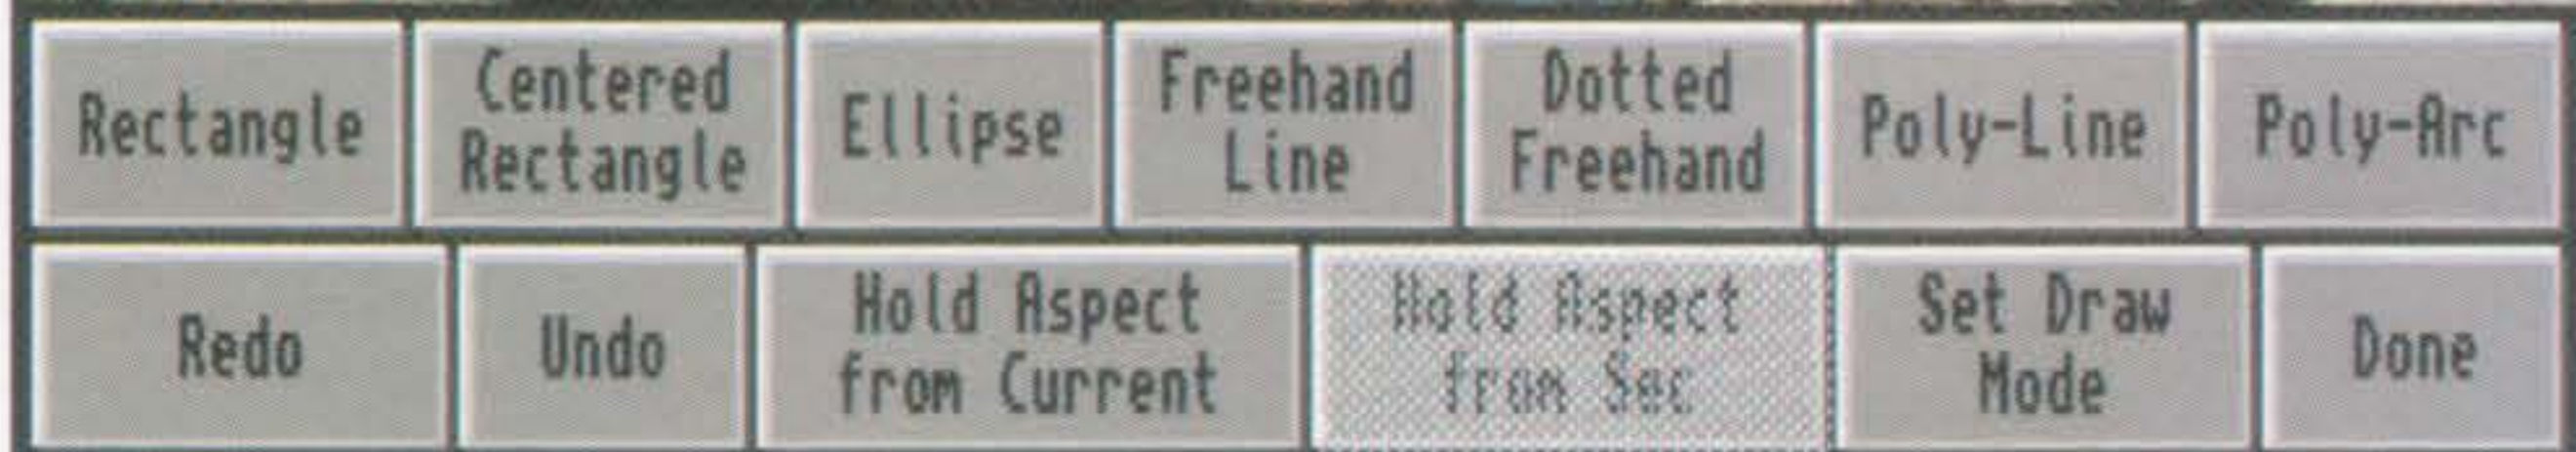 Rectangle
Centered
Rectangle
Ellipse
Freehand
Line
Dotted
Freehand
Poly-Line
Poly-Arc
Redo
Undo
Hold Aspect
from Current
Hold Aspect
from Sec
Set Draw
Mode
Done